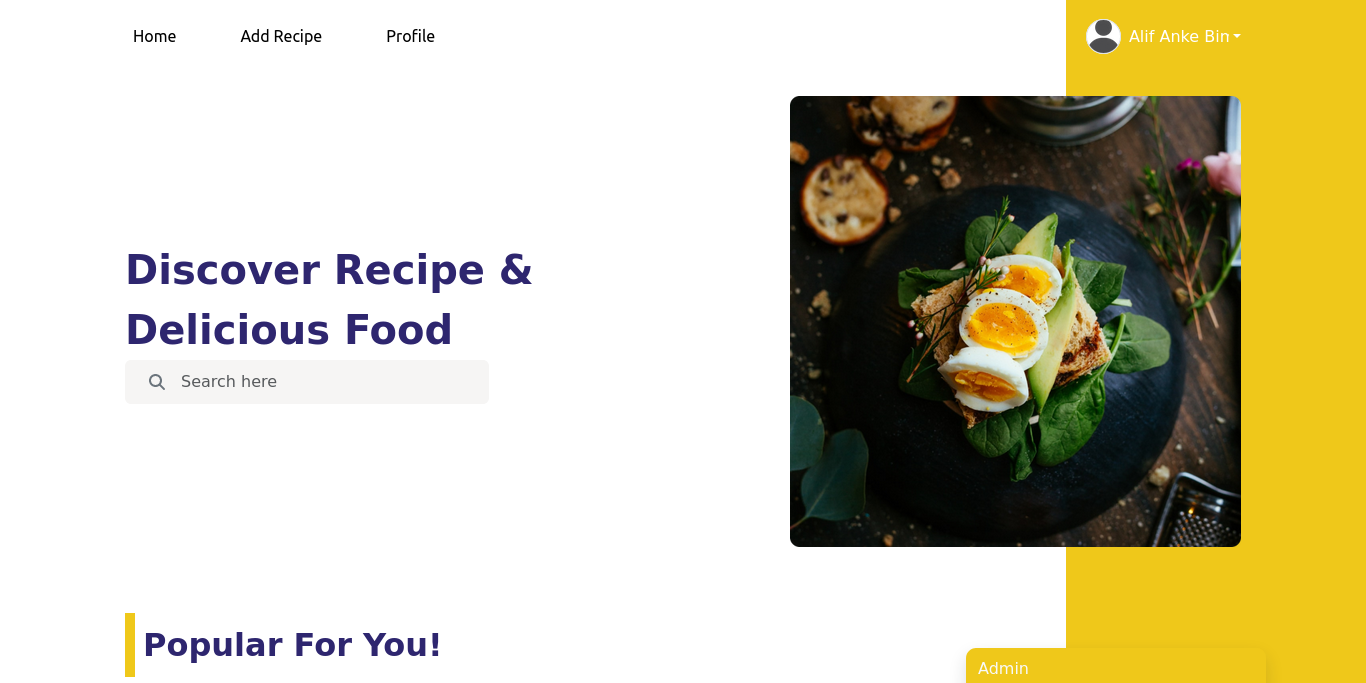 Home Add Recipe Profile Alif Anke Bin
Discover Recipe &
Delicious Food
Search here
Popular For You!
Admin